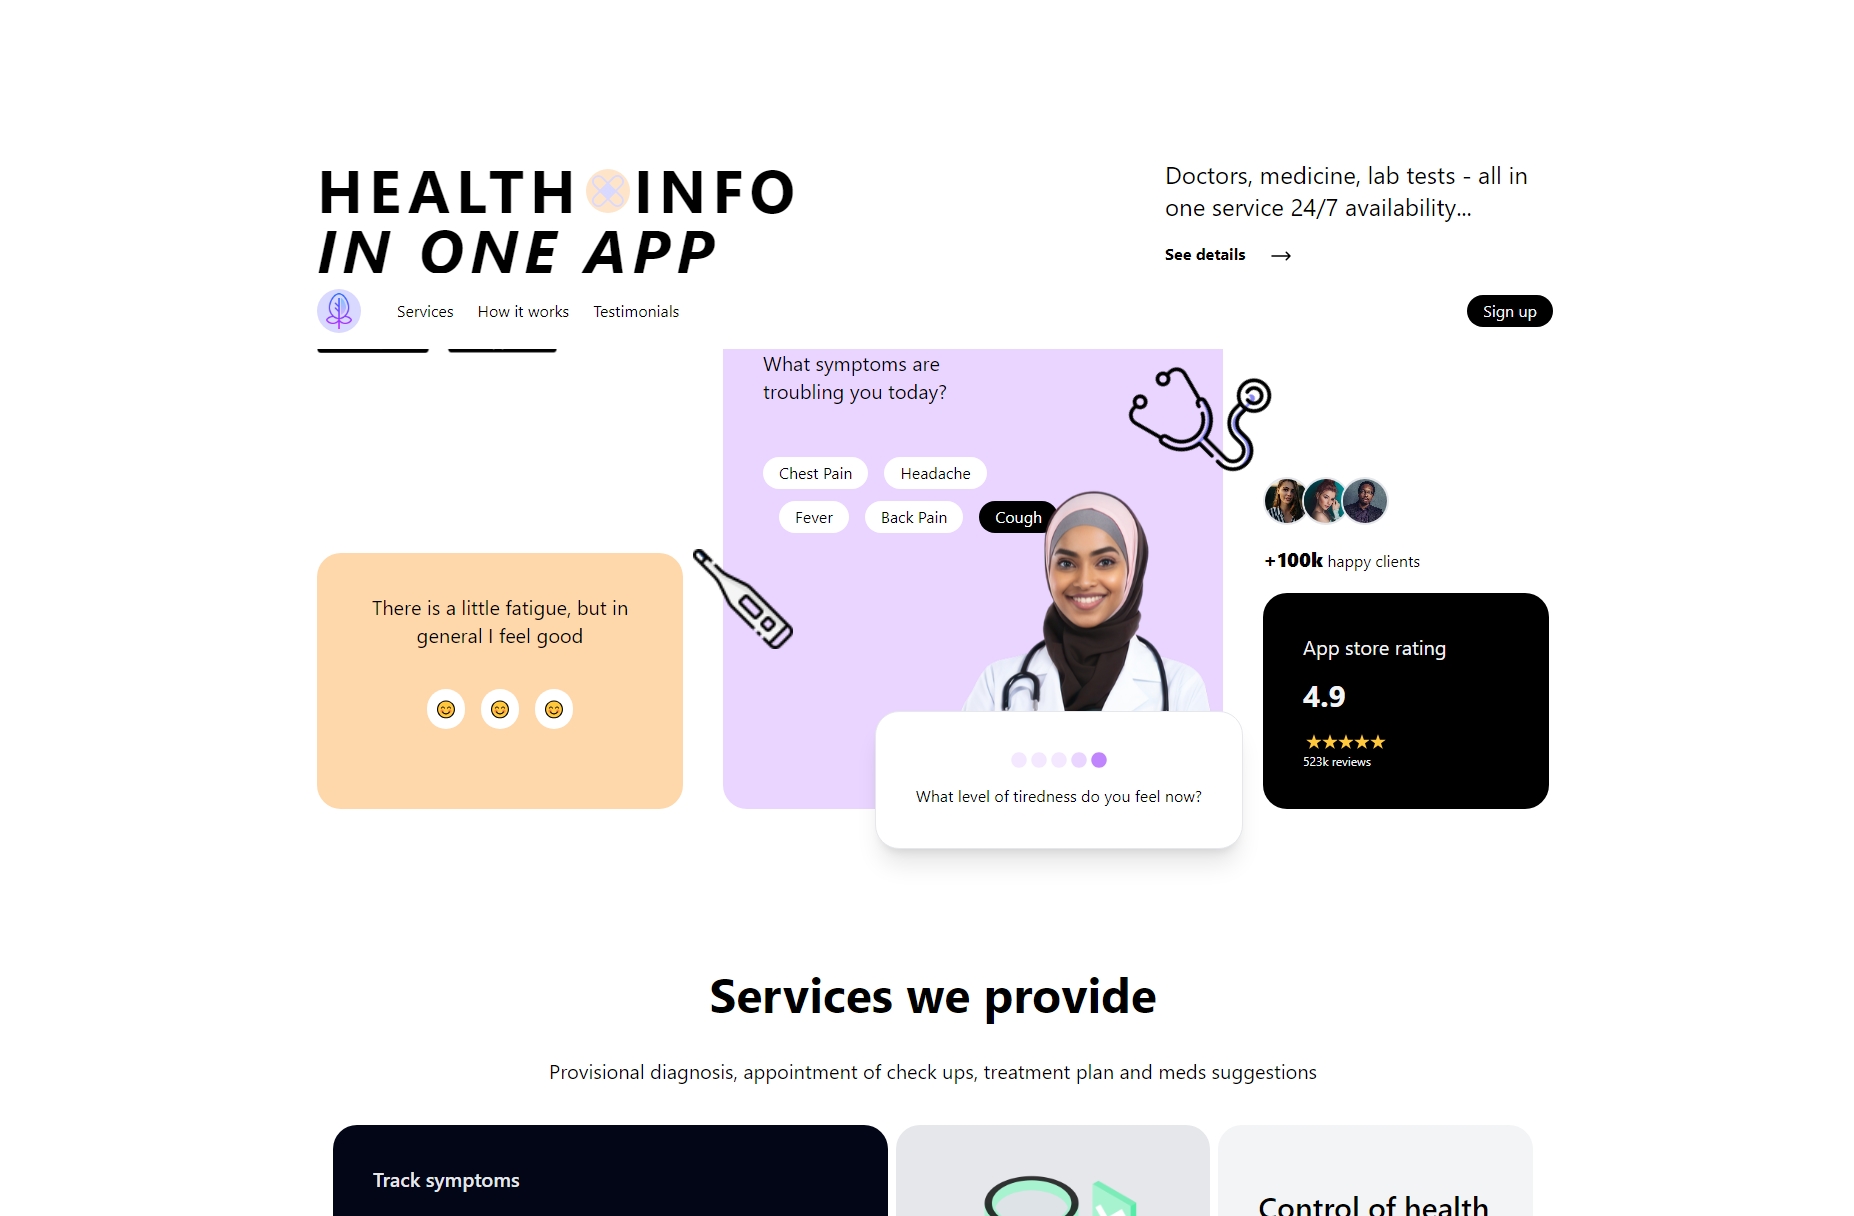 HEALTH INFO
IN ONE APP
Doctors, medicine, lab tests - all in
one service 24/7 availability...
See details
Services
How it works
Testimonials
Sign up
What symptoms are
troubling you today?
Chest Pain
Headache
Fever
Back Pain
Cough
There is a little fatigue, but in
general I feel good
What level of tiredness do you feel now?
+100k happy clients
App store rating
4.9
523k reviews
Services we provide
Provisional diagnosis, appointment of check ups, treatment plan and meds suggestions
Track symptoms
Control of health